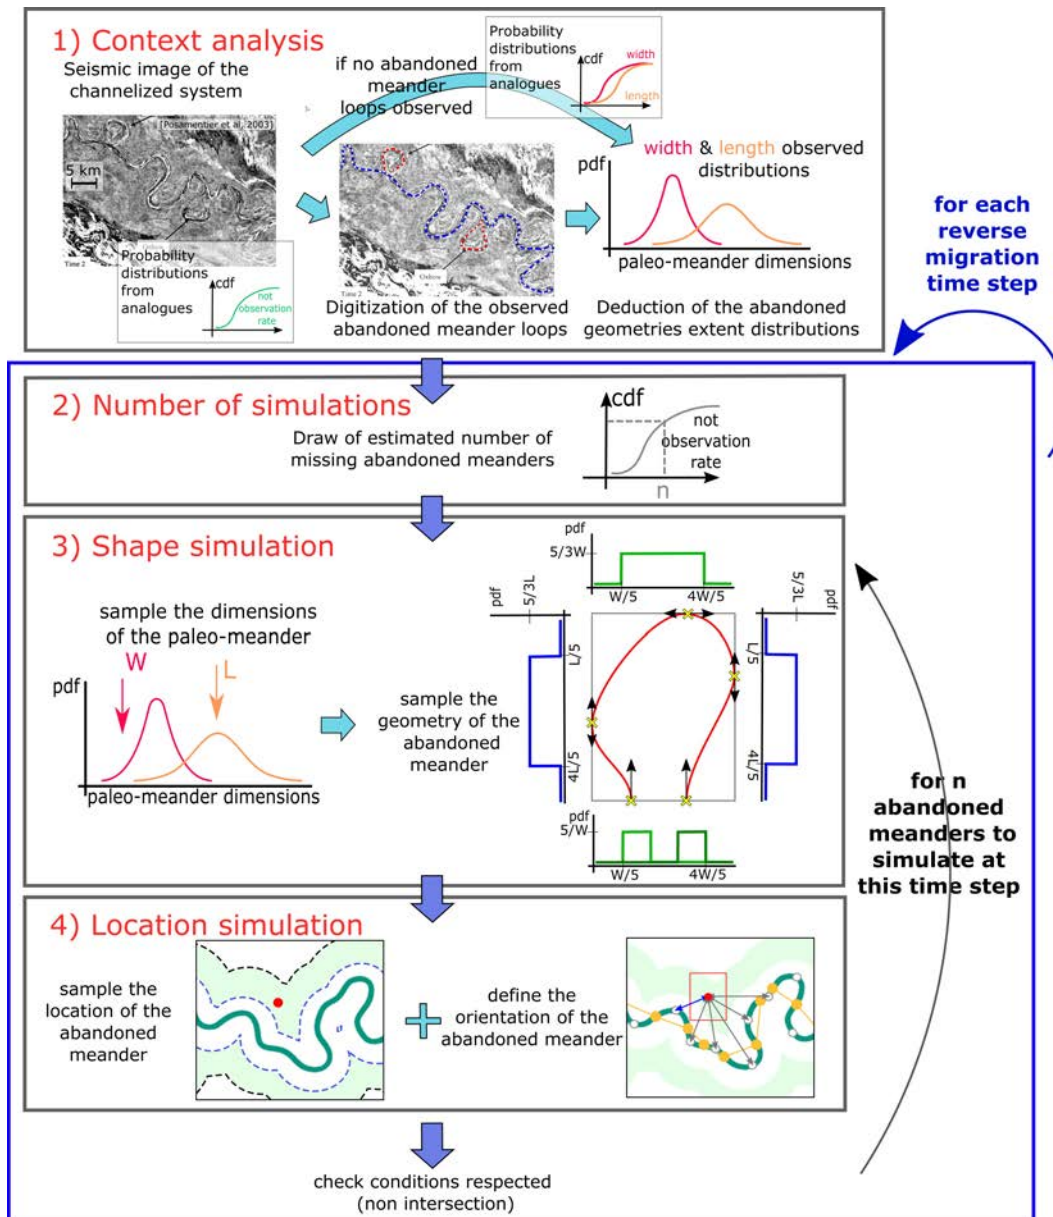 1) Context analysis
Seismic image of the
channelized system
[Posamentier et al, 2003]
5 km
Time 2
Probability
distributions
from
analogues
cdf
not
observation
rate
if no abandoned
meander
loops observed
Probability
distributions
from
analogues
cdf
width
length
Time 2
Digitization of the observed
abandoned meander loops
width & length observed
distributions
pdf
paleo-meander dimensions
Deduction of the abandoned
geometries extent distributions
for each
reverse
migration
time step
2) Number of simulations
Draw of estimated number of
missing abandoned meanders
cdf
not
observation
rate
n
3) Shape simulation
sample the dimensions
of the paleo-meander
W
L
pdf
paleo-meander dimensions
sample the
geometry of the
abandoned
meander
pdf
5/3W
W/5
4W/5
pdf
5/3L
L/5
4L/5
5/3L
pdf
L/5
4L/5
pdf
5/W
W/5
4W/5
for n
abandoned
meanders to
simulate at
this time step
4) Location simulation
sample the
location of the
abandoned
meander
define the
orientation of the
abandoned meander
check conditions respected
(non intersection)